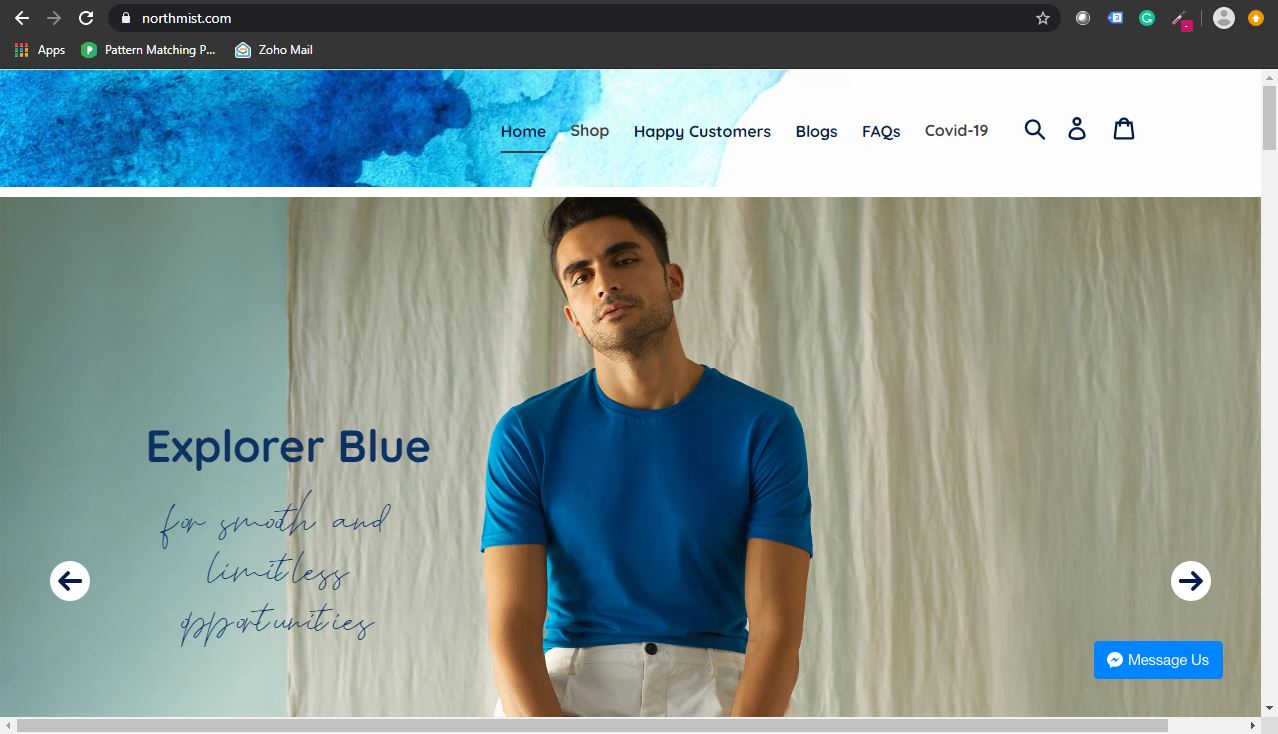 northmist.com
Apps Pattern Matching P... Zoho Mail
Home Shop Happy Customers Blogs FAQs Covid-19
Explorer Blue
for smooth and
limitless
opportunities
Message Us